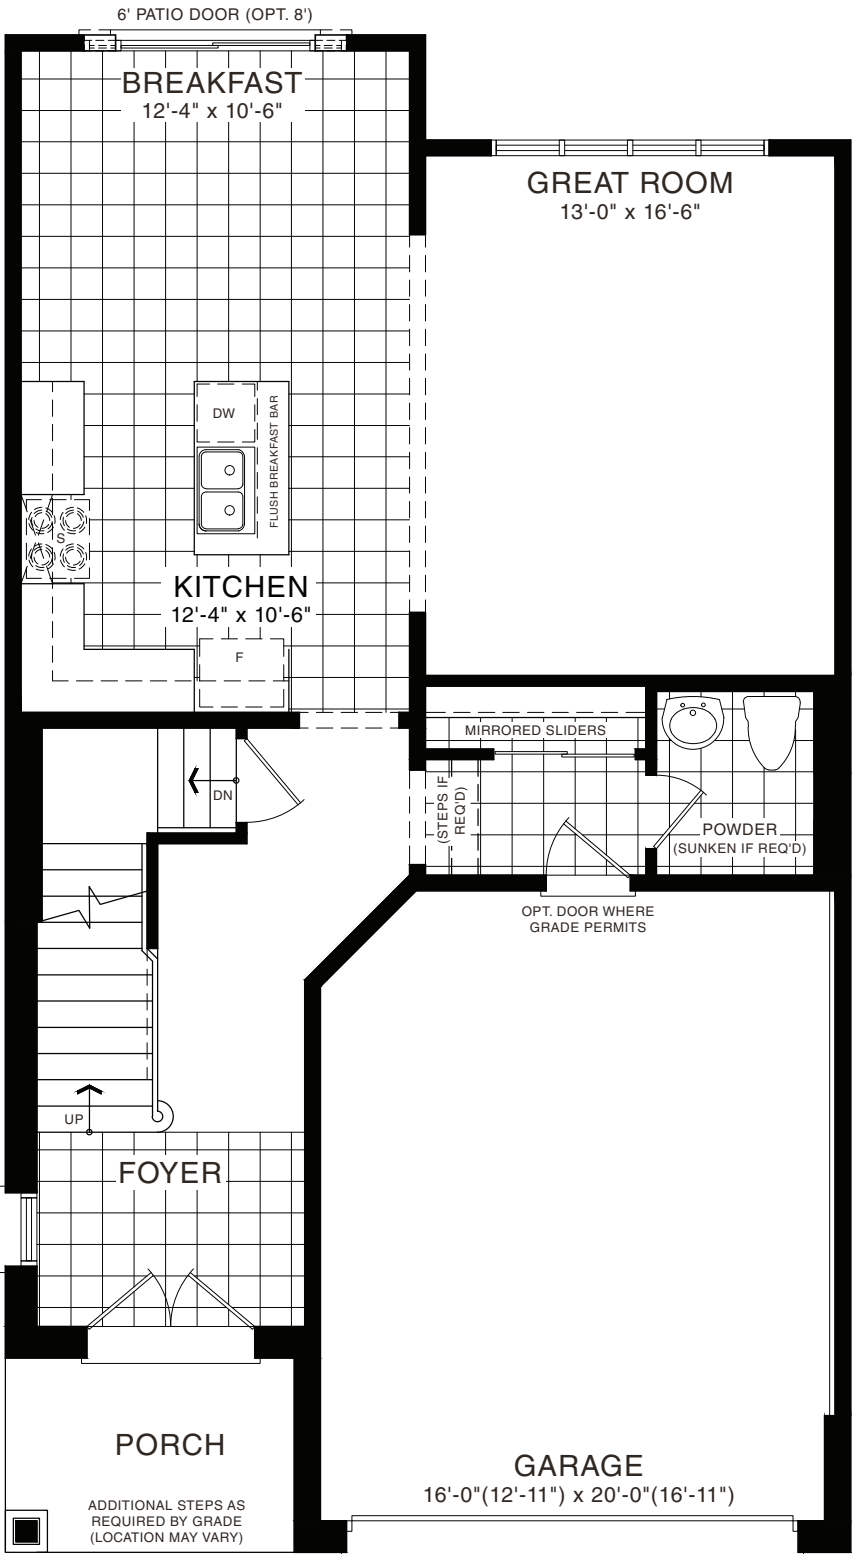 6' PATIO DOOR (OPT. 8')
BREAKFAST
12'-4" x 10'-6"
GREAT ROOM
13'-0" x 16'-6"
DW
FLUSH BREAKFAST BAR
S
KITCHEN
12'-4" x 10'-6"
F
MIRRORED SLIDERS
DN
(STEPS IF
REQ'D)
POWDER
(SUNKEN IF REQ'D)
OPT. DOOR WHERE
GRADE PERMITS
UP
FOYER
PORCH
GARAGE
16'-0"(12'-11") x 20'-0"(16'-11")
ADDITIONAL STEPS AS
REQUIRED BY GRADE
(LOCATION MAY VARY)